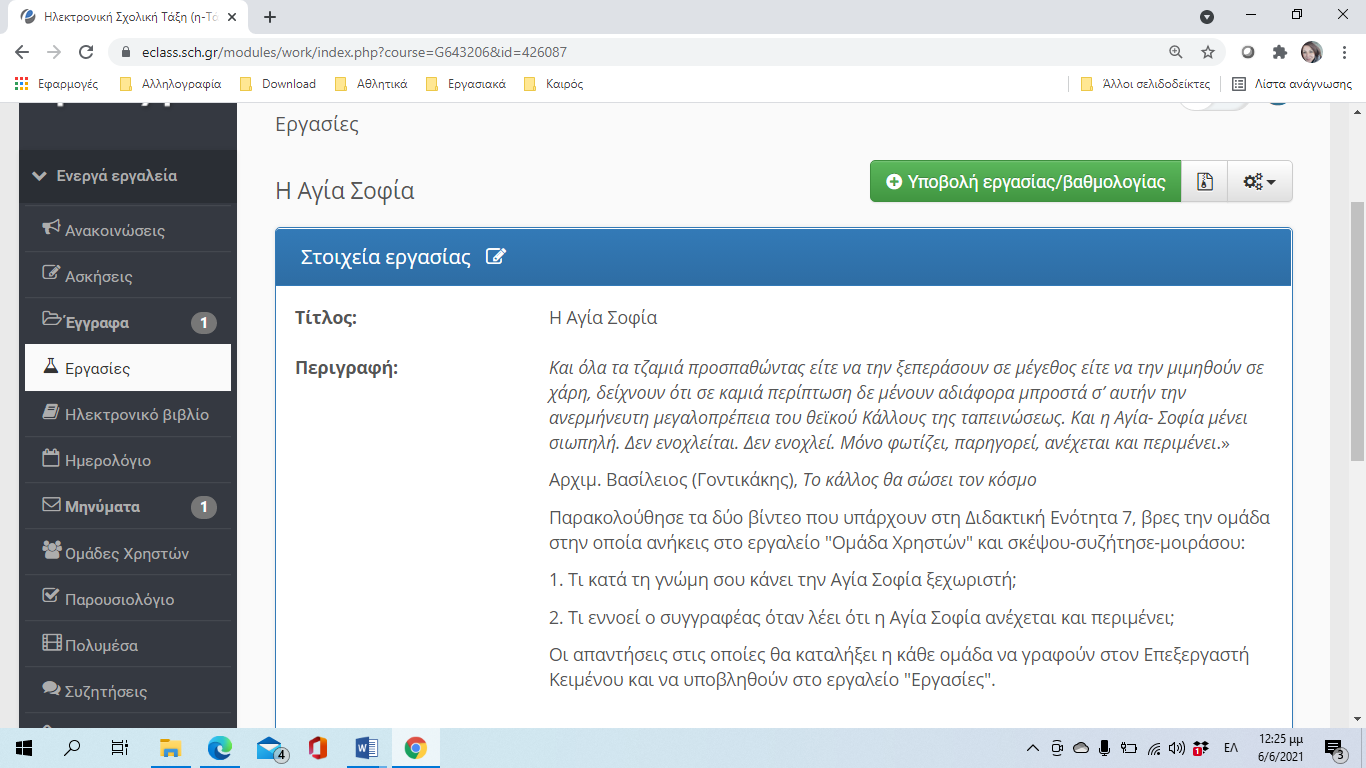 Ηλεκτρονική Σχολική Τάξη (η-Τά
eclass.sch.gr/modules/work/index.php?course=G643206&id=426087
Εφαρμογές
Αλληλογραφία
Download
Αθλητικά
Εργασιακά
Καιρός
Άλλοι σελιδοδείκτες
Λίστα ανάγνωσης
Ενεργά εργαλεία
Ανακοινώσεις
Ασκήσεις
Έγγραφα 1
Εργασίες
Ηλεκτρονικό βιβλίο
Ημερολόγιο
Μηνύματα 1
Ομάδες Χρηστών
Παρουσιολόγιο
Πολυμέσα
Συζητήσεις
Εργασίες
Η Αγία Σοφία
Υποβολή εργασίας/βαθμολογίας
Στοιχεία εργασίας
Τίτλος: Η Αγία Σοφία
Περιγραφή: Και όλα τα τζαμιά προσπαθώντας είτε να την ξεπεράσουν σε μέγεθος είτε να την μιμηθούν σε
χάρη, δείχνουν ότι σε καμιά περίπτωση δε μένουν αδιάφορα μπροστά σ' αυτήν την
ανερμήνευτη μεγαλοπρέπεια του θεϊκού Κάλλους της ταπεινώσεως. Και η Αγία- Σοφία μένει
σιωπηλή. Δεν ενοχλείται. Δεν ενοχλεί. Μόνο φωτίζει, παρηγορεί, ανέχεται και περιμένει.»
Αρχιμ. Βασίλειος (Γοντικάκης), Το κάλλος θα σώσει τον κόσμο
Παρακολούθησε τα δύο βίντεο που υπάρχουν στη Διδακτική Ενότητα 7, βρες την ομάδα
στην οποία ανήκεις στο εργαλείο "Ομάδα Χρηστών" και σκέψου-συζήτησε-μοιράσου:
1. Τι κατά τη γνώμη σου κάνει την Αγία Σοφία ξεχωριστή;
2. Τι εννοεί ο συγγραφέας όταν λέει ότι η Αγία Σοφία ανέχεται και περιμένει;
Οι απαντήσεις στις οποίες θα καταλήξει η κάθε ομάδα να γραφούν στον Επεξεργαστή
Κειμένου και να υποβληθούν στο εργαλείο "Εργασίες".
4
1
ΕΛ
12:25 μμ
6/6/2021
3